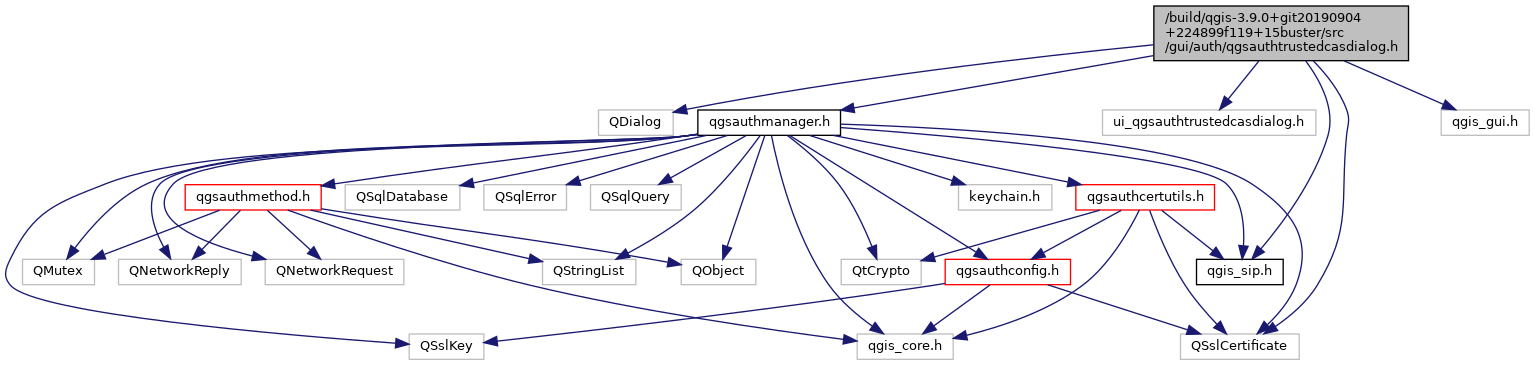 /build/qgis-3.9.0+git20190904
+224899f119+15buster/src
/gui/auth/qgsauthtrustedcasdialog.h
QDialog
qgsauthmanager.h
ui_qgsauthtrustedcasdialog.h
qgis_gui.h
qgsauthmethod.h
QSqlDatabase
QSqlError
QSqlQuery
keychain.h
qgsauthcertutils.h
QMutex
QNetworkReply
QNetworkRequest
QStringList
QObject
QtCrypto
qgsauthconfig.h
qgis_sip.h
QSslKey
qgis_core.h
QSslCertificate